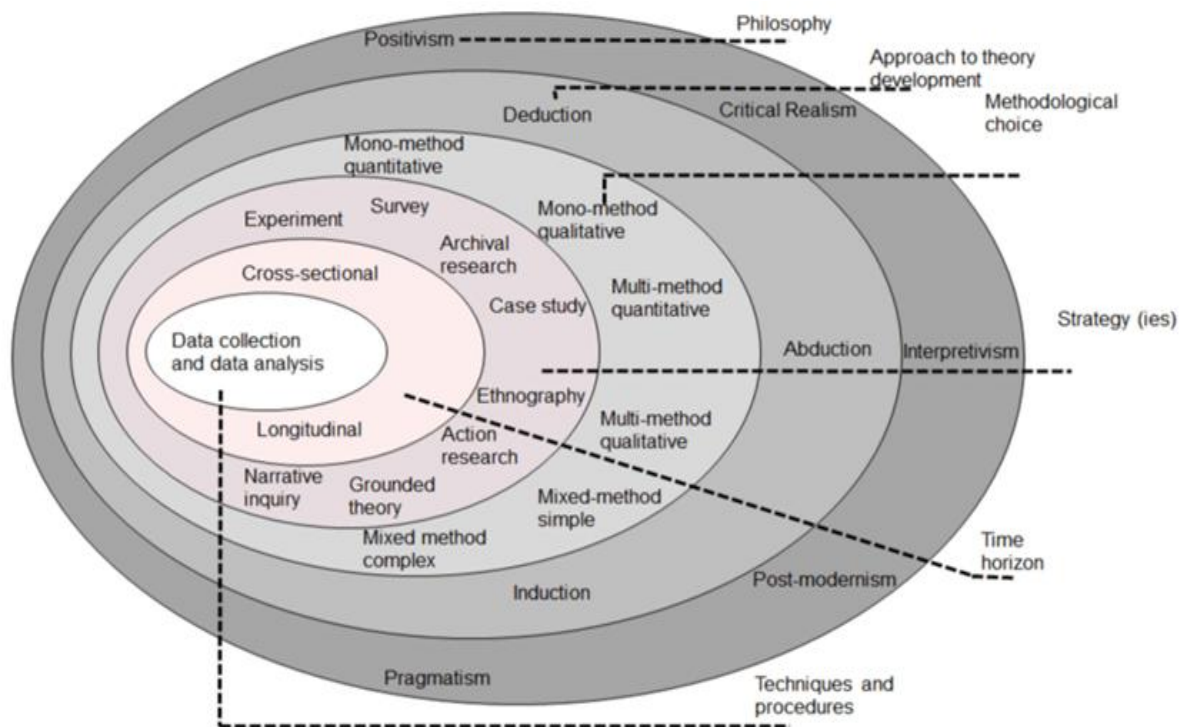 Philosophy
Positivism
Approach to theory
development
Critical Realism
Deduction
Methodological
choice
Mono-method
quantitative
Survey
Experiment
Mono-method
qualitative
Archival
research
Cross-sectional
Case study
Multi-method
quantitative
Strategy (ies)
Data collection
and data analysis
Abduction
Interpretivism
Ethnography
Longitudinal
Action
research
Multi-method
qualitative
Narrative
inquiry
Grounded
theory
Mixed-method
simple
Mixed method
complex
Time
horizon
Induction
Post-modernism
Pragmatism
Techniques and
procedures